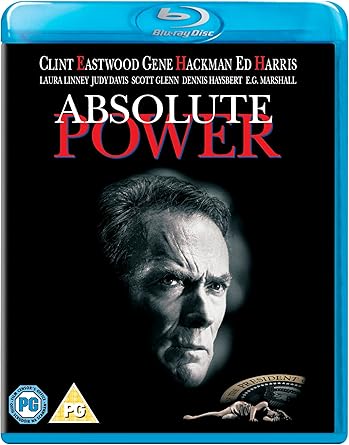 Blu-ray Disc
CLINT EASTWOOD GENE HACKMAN ED HARRIS
LAURA LINNEY JUDY DAVIS SCOTT GLENN DENNIS HAYSBERT E.G. MARSHALL
ABSOLUTE
POWER
PRESIDENT
PG
PG